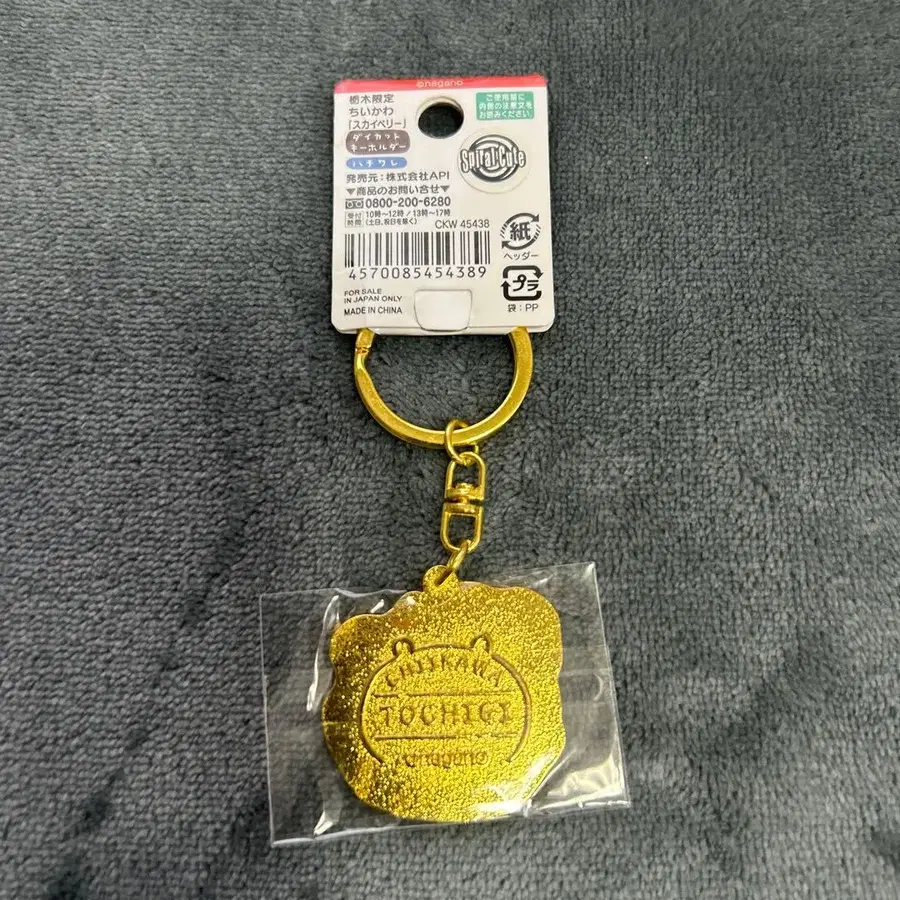 ©nagano
栃木限定
ちいかわ
「スカイベリー」
ダイカット
キーホルダー
ハチワレ
ご使用前に
内側の注意文を
お読みください。
Spiral Cute
発売元:株式会社API
▼商品のお問い合せ▼
0800-200-6280
受付時間 10時~12時/13時~17時
(土日、祝日を除く)
CKW 45438
4570085454389
紙
ヘッダー
プラ
袋:PP
FOR SALE
IN JAPAN ONLY
MADE IN CHINA
CHIIKAWA
TOCHIGI
©nagano